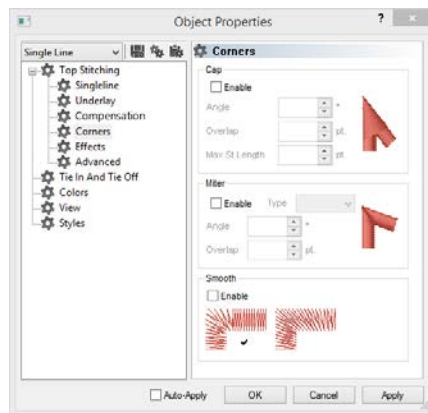 Object Properties
?
Single Line
Corners
Top Stitching
Singleline
Underlay
Compensation
Corners
Effects
Advanced
Tie In And Tie Off
Colors
View
Styles
Cap
Enable
Angle °
Overlap pt.
Max St Length pt.
Miter
Enable Type
Angle °
Overlap pt.
Smooth
Enable
Auto-Apply OK Cancel Apply